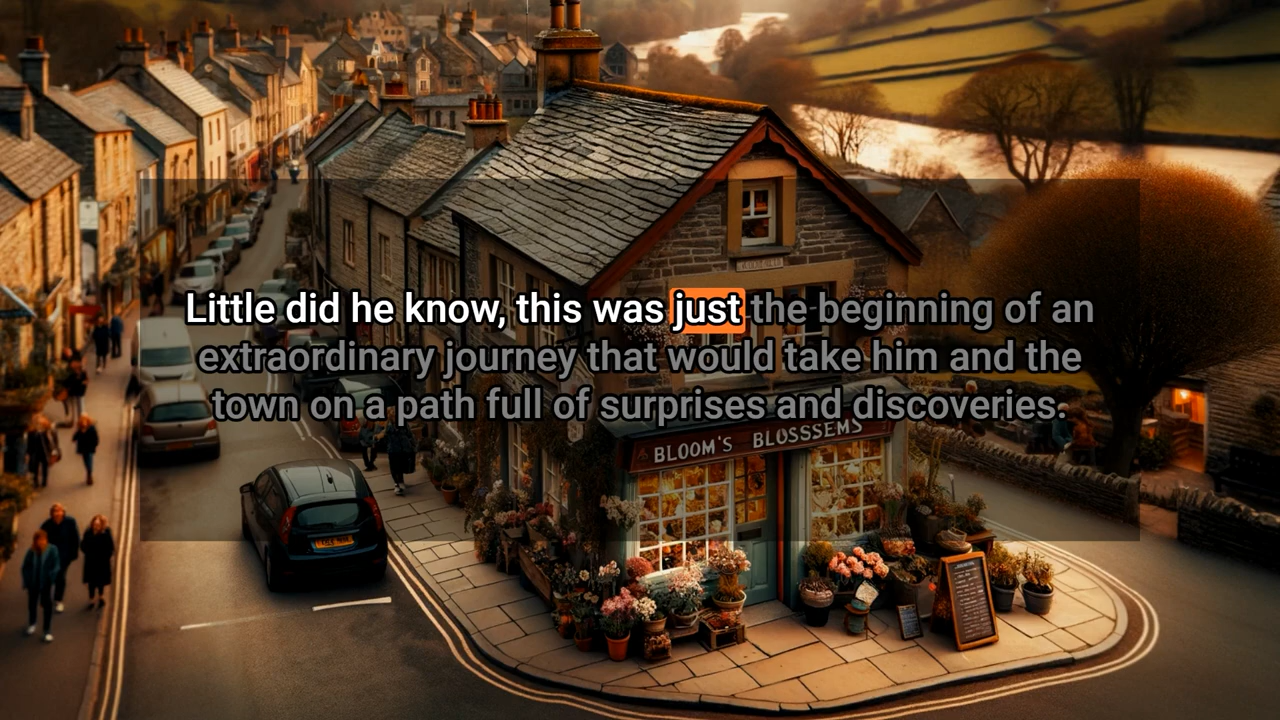 Little did he know, this was just the beginning of an
extraordinary journey that would take him and the
town on a path full of surprises and discoveries.
BLOOM'S BLOSSSEMS